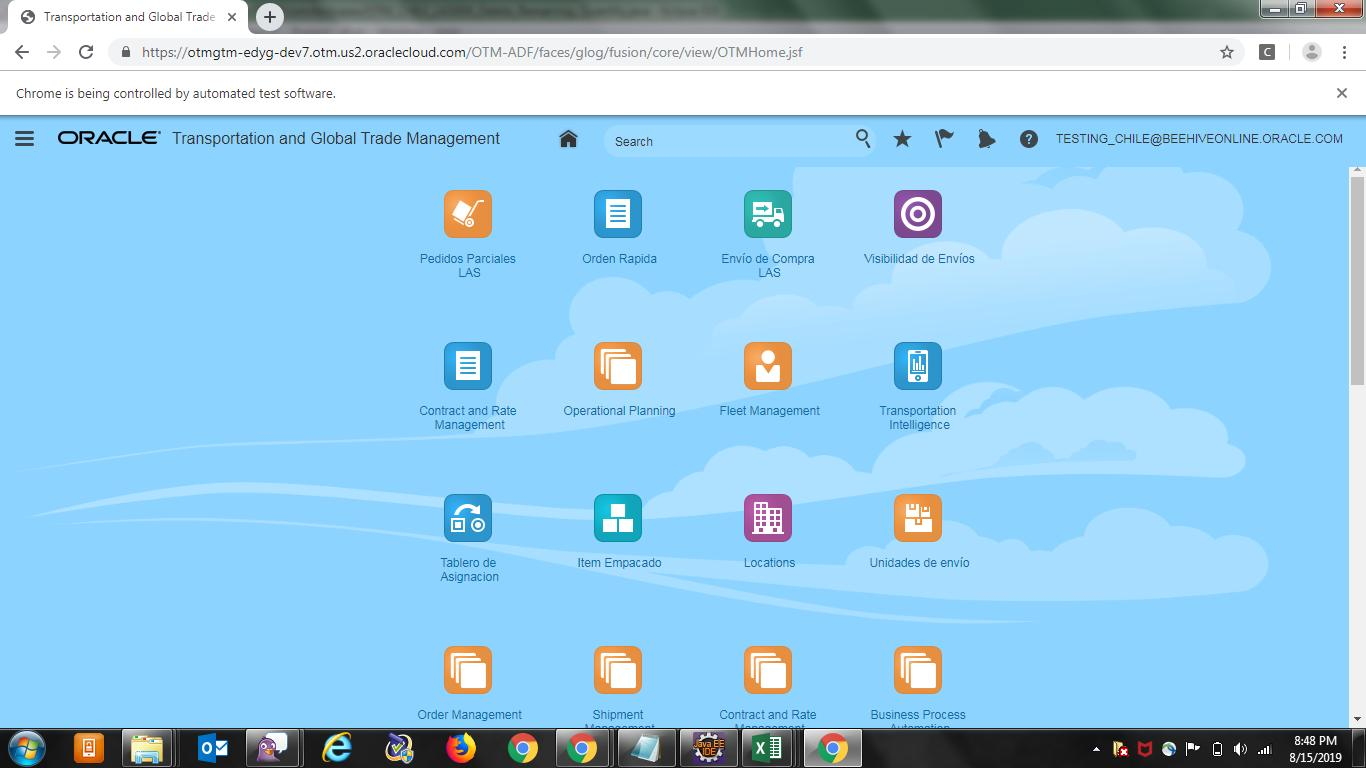 Transportation and Global Trade
https://otmgtm-edyg-dev7.otm.us2.oraclecloud.com/OTM-ADF/faces/glog/fusion/core/view/OTMHome.jsf
C
Chrome is being controlled by automated test software.
ORACLE Transportation and Global Trade Management
Search
TESTING_CHILE@BEEHIVEONLINE.ORACLE.COM
Pedidos Parciales
LAS
Orden Rapida
Envío de Compra
LAS
Visibilidad de Envíos
Contract and Rate
Management
Operational Planning
Fleet Management
Transportation
Intelligence
Tablero de
Asignacion
Item Empacado
Locations
Unidades de envío
Order Management
Shipment
Management
Contract and Rate
Management
Business Process
Automation
Java EE
IDE
8:48 PM
8/15/2019